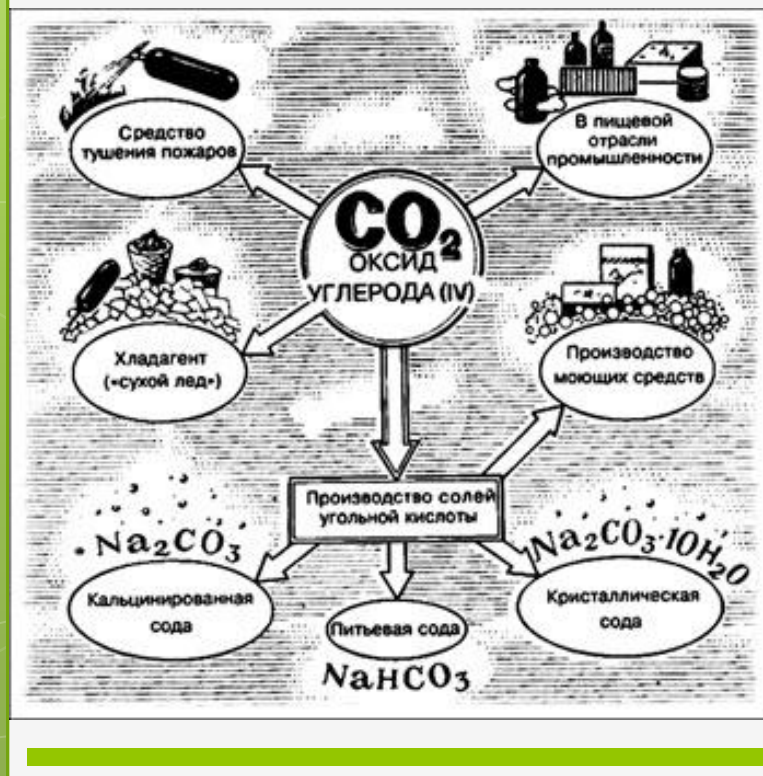 Средство
тушения пожаров
В пищевой
отрасли
промышленности
CO₂
ОКСИД
УГЛЕРОДА (IV)
Хладагент
(«сухой лед»)
Производство
моющих средств
Производство солей
угольной кислоты
Na₂CO₃
Кальцинированная
сода
Питьевая сода
NaHCO₃
Na₂CO₃·10H₂O
Кристаллическая
сода